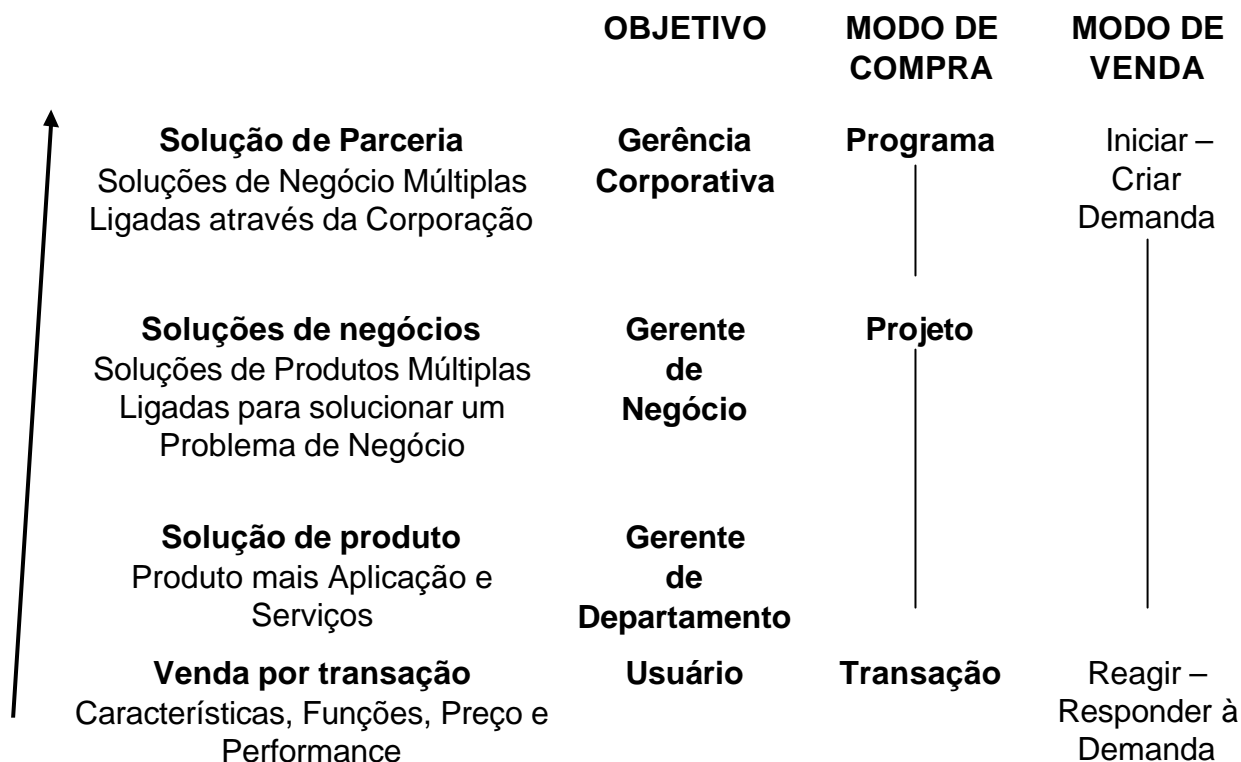 OBJETIVO
MODO DE
COMPRA
MODO DE
VENDA
Solução de Parceria
Soluções de Negócio Múltiplas
Ligadas através da Corporação
Gerência
Corporativa
Programa
Iniciar –
Criar
Demanda
Soluções de negócios
Soluções de Produtos Múltiplas
Ligadas para solucionar um
Problema de Negócio
Gerente
de
Negócio
Projeto
Solução de produto
Produto mais Aplicação e
Serviços
Gerente
de
Departamento
Venda por transação
Características, Funções, Preço e
Performance
Usuário
Transação
Reagir –
Responder à
Demanda